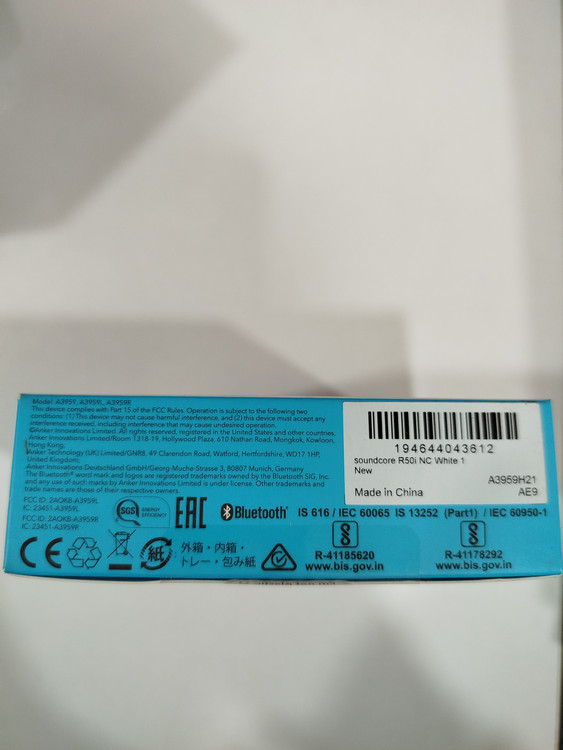 Model: A3959, A3959L, A3959R
This device complies with Part 15 of the FCC Rules. Operation is subject to the following two
conditions: (1) This device may not cause harmful interference, and (2) this device must accept any
interference received, including interference that may cause undesired operation.
©Anker Innovations Limited. All rights reserved, registered in the United States and other countries.
Anker Innovations Limited/Room 1318-19, Hollywood Plaza, 610 Nathan Road, Mongkok, Kowloon,
Hong Kong;
Anker Technology (UK) Limited/GNR8, 49 Clarendon Road, Watford, Hertfordshire, WD17 1HF,
United Kingdom;
Anker Innovations Deutschland GmbH/Georg-Muche-Strasse 3, 80807 Munich, Germany
The Bluetooth® word mark and logos are registered trademarks owned by Bluetooth SIG, Inc.
and any use of such marks by Anker Innovations Limited is under license. Other trademarks and trade
names are those of their respective owners.
FCC ID: 2AOKB-A3959L
IC: 23451-A3959L
FCC ID: 2AOKB-A3959R
IC: 23451-A3959R
SGS ENERGY EFFICIENCY
EAC
Bluetooth®
IS 616 / IEC 60065 IS 13252 (Part1) / IEC 60950-1
CE
紙
外箱・内箱・
トレー・包み紙
R-41185620
www.bis.gov.in
R-41178292
www.bis.gov.in
194644043612
soundcore R50i NC White 1
New
A3959H21
Made in China
AE9